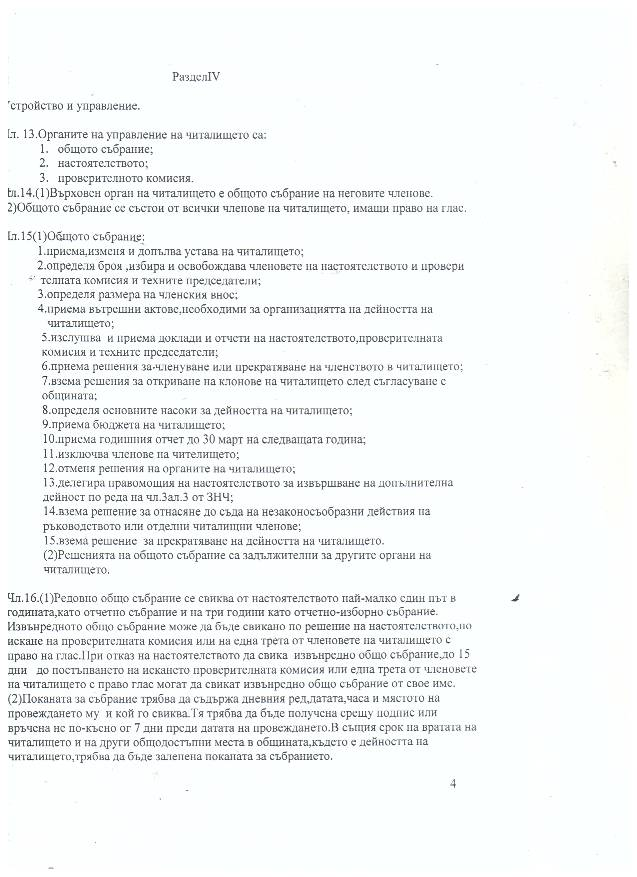 РазделIV
стройство и управление.
л. 13.Органите на управление на читалището са:
1. общото събрание;
2. настоятелството;
3. проверителното комисия.
л.14.(1)Върховен орган на читалището е общото събрание на неговите членове.
2)Общото събрание се състои от всички членове на читалището, имащи право на глас.
л.15(1)Общото събрание:
1.приема,изменя и допълва устава на читалището;
2.определя броя ,избира и освобождава членовете на настоятелството и провери
телната комисия и техните председатели;
3.определя размера на членския внос;
4.приема вътрешни актове,необходими за организацията на дейността на
читалището;
5.изслушва и приема доклади и отчети на настоятелството,проверителната
комисия и техните председатели;
6.приема решения за членуване или прекратяване на членството в читалището;
7.взема решения за откриване на клонове на читалището след съгласуване с
общината;
8.определя основните насоки за дейността на читалището;
9.приема бюджета на читалището;
10.приема годишния отчет до 30 март на следващата година;
11.изключва членове на чителището;
12.отменя решения на органите на читалището;
13.делегира правомощия на настоятелството за извършване на допълнителна
дейност по реда на чл.3ал.3 от ЗНЧ;
14.взема решение за отнасяне до съда на незаконосъобразни действия на
ръководството или отделни читалищни членове;
15.взема решение за прекратяване на дейността на читалището.
(2)Решенията на общото събрание са задължителни за другите органи на
читалището.
Чл.16.(1)Редовно общо събрание се свиква от настоятелството най-малко един път в
годината,като отчетно събрание и на три години като отчетно-изборно събрание.
Извънредното общо събрание може да бъде свикано по решение на настоятелството,по
искане на проверителната комисия или на една трета от членовете на читалището с
право на глас.При отказ на настоятелството да свика извънредно общо събрание,до 15
дни до постъпването на искането проверителната комисия или една трета от членовете
на читалището с право глас могат да свикат извънредно общо събрание от свое име.
(2)Поканата за събрание трябва да съдържа дневния ред,датата,часа и мястото на
провеждането му и кой го свиква.Тя трябва да бъде получена срещу подпис или
връчена не по-късно ог 7 дни преди датата на провеждането.В същия срок на вратата на
читалището и на други общодостъпни места в общината,където е дейността на
читалището,трябва да бъде залепена поканата за събранието.
4